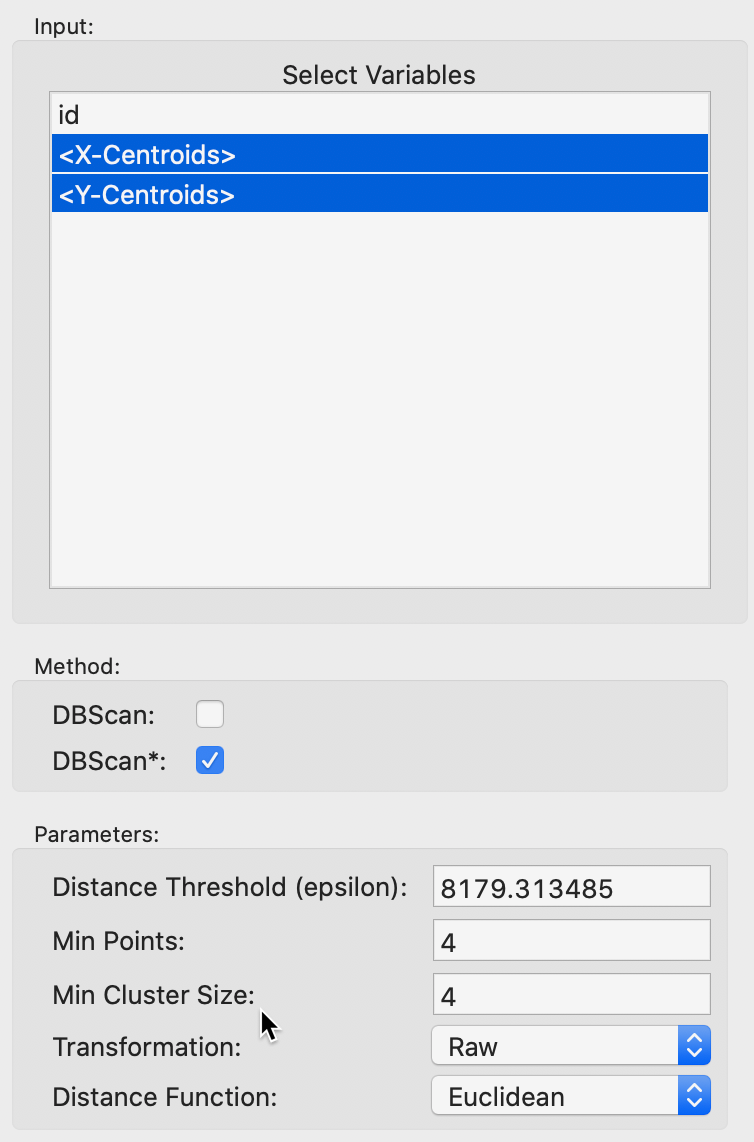 Input:
Select Variables
id
<X-Centroids>
<Y-Centroids>
Method:
DBScan:
DBScan*:
Parameters:
Distance Threshold (epsilon): 8179.313485
Min Points: 4
Min Cluster Size: 4
Transformation: Raw
Distance Function: Euclidean